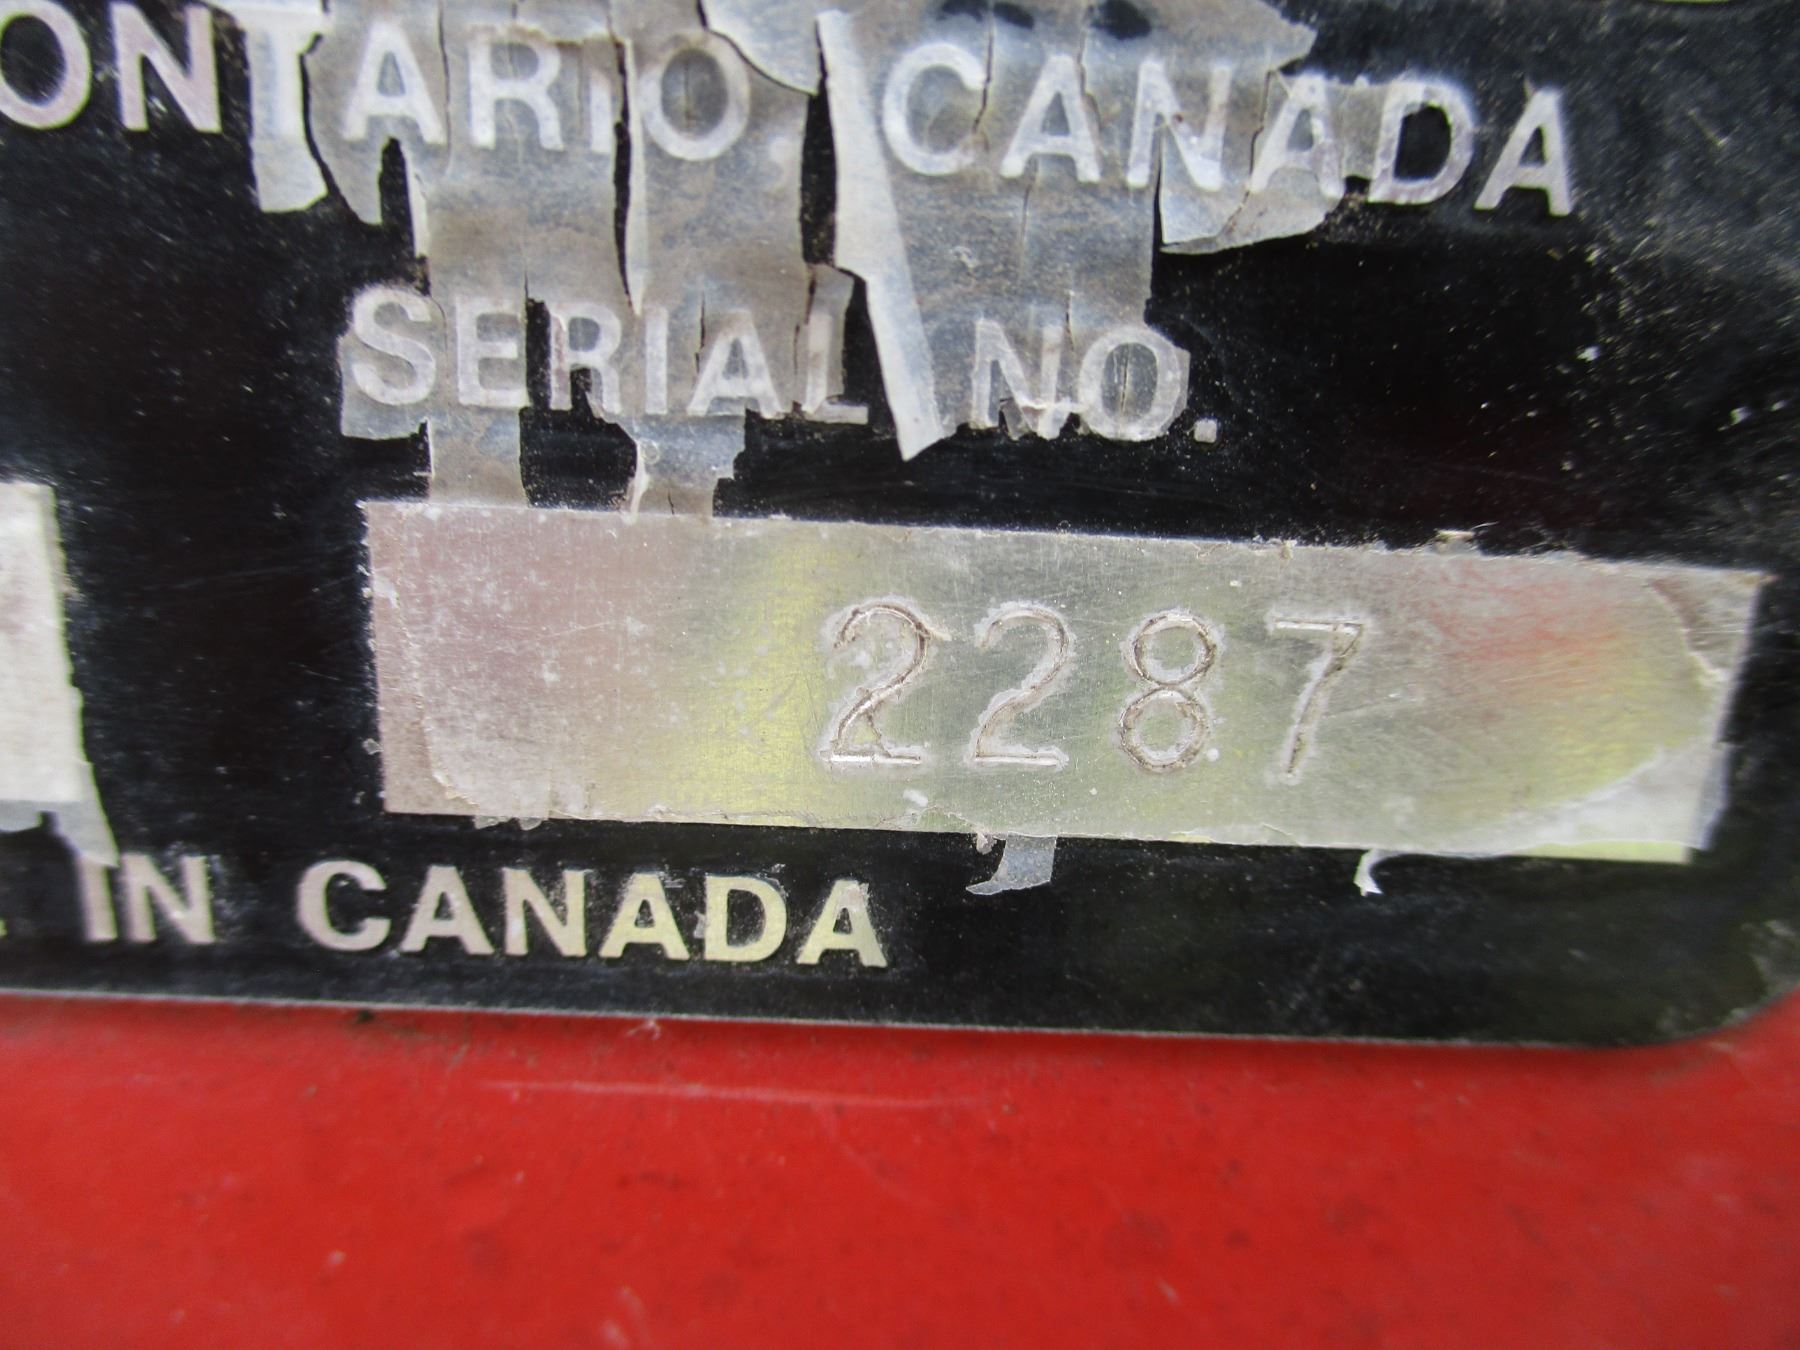 ONTARIO, CANADA
SERIAL NO.
2287
IN CANADA